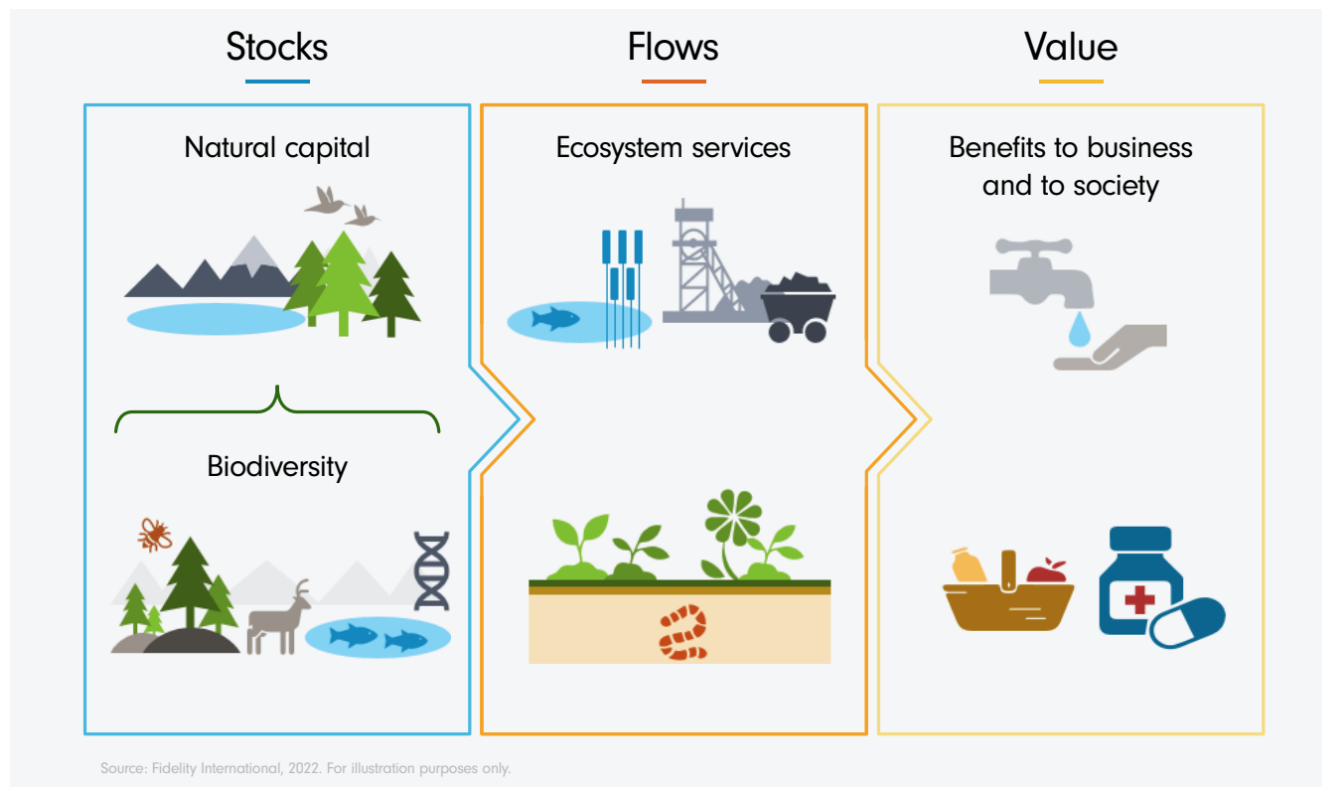 Stocks
Flows
Value
Natural capital
Biodiversity
Ecosystem services
Benefits to business
and to society
Source: Fidelity International, 2022. For illustration purposes only.